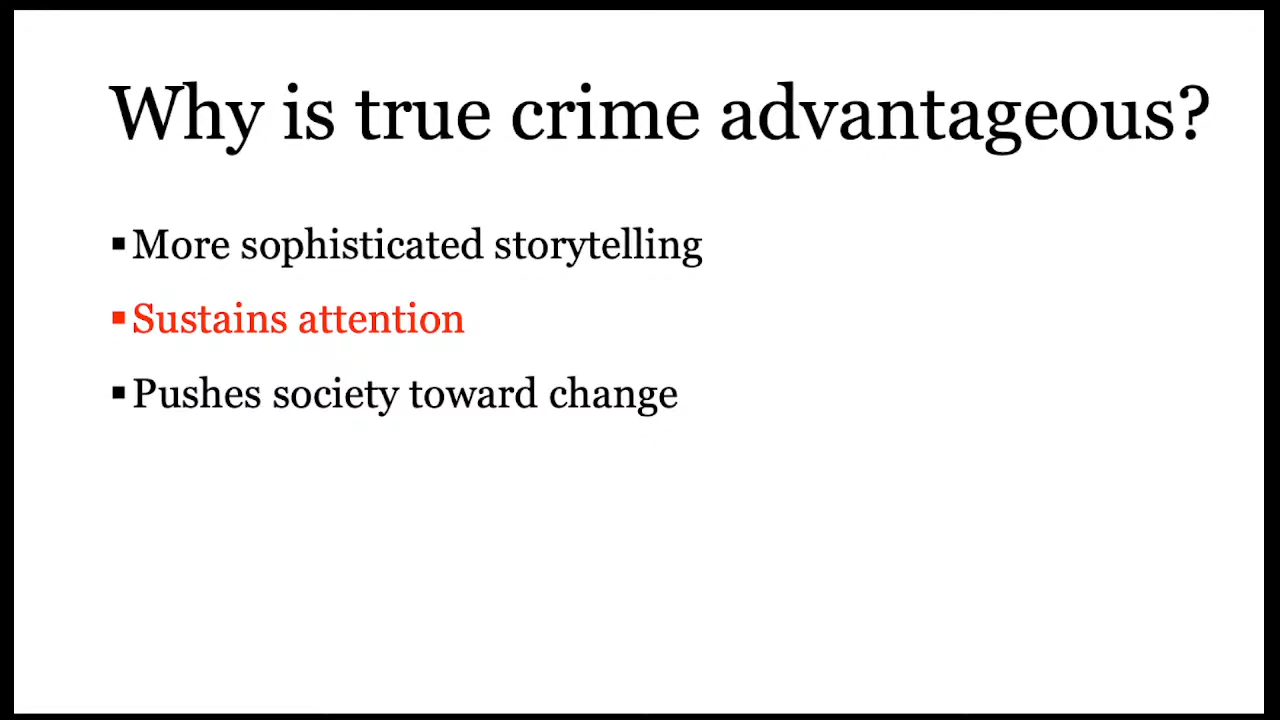 Why is true crime advantageous?
▪More sophisticated storytelling
▪Sustains attention
▪Pushes society toward change